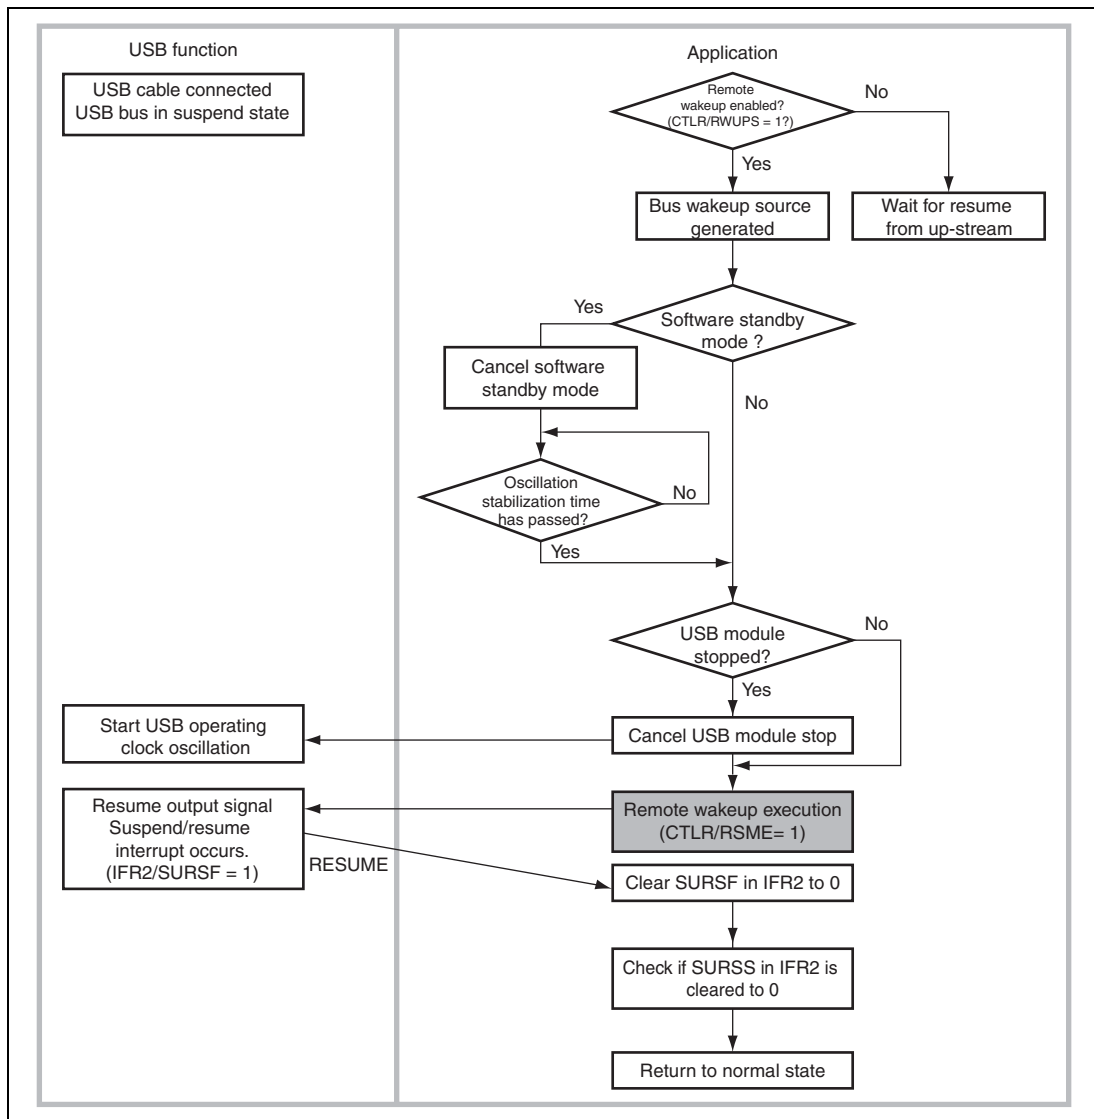 USB function
USB cable connected
USB bus in suspend state
Application
Remote
wakeup enabled?
(CTLR/RWUPS = 1?)
No
Yes
Bus wakeup source
generated
Wait for resume
from up-stream
Yes
Software standby
mode ?
Cancel software
standby mode
No
Oscillation
stabilization time
has passed?
No
Yes
USB module
stopped?
No
Yes
Start USB operating
clock oscillation
Cancel USB module stop
Resume output signal
Suspend/resume
interrupt occurs.
(IFR2/SURSF = 1)
Remote wakeup execution
(CTLR/RSME= 1)
RESUME
Clear SURSF in IFR2 to 0
Check if SURSS in IFR2 is
cleared to 0
Return to normal state